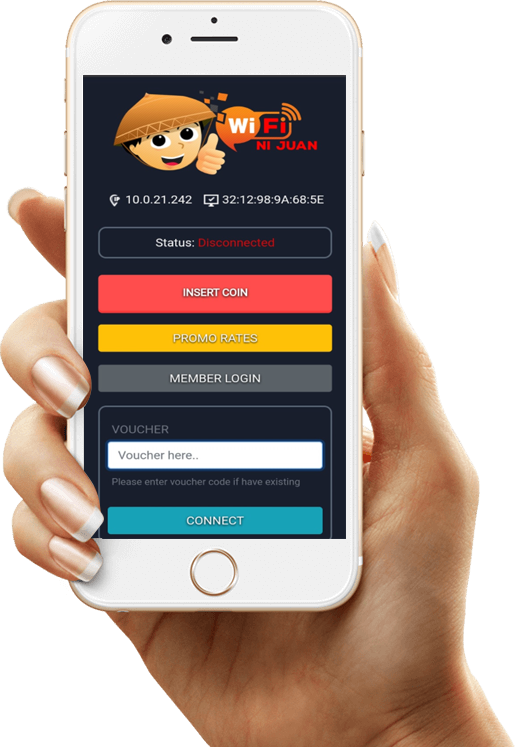 WiFi
NI JUAN
10.0.21.242 32:12:98:9A:68:5E
Status: Disconnected
INSERT COIN
PROMO RATES
MEMBER LOGIN
VOUCHER
Voucher here..
Please enter voucher code if have existing
CONNECT